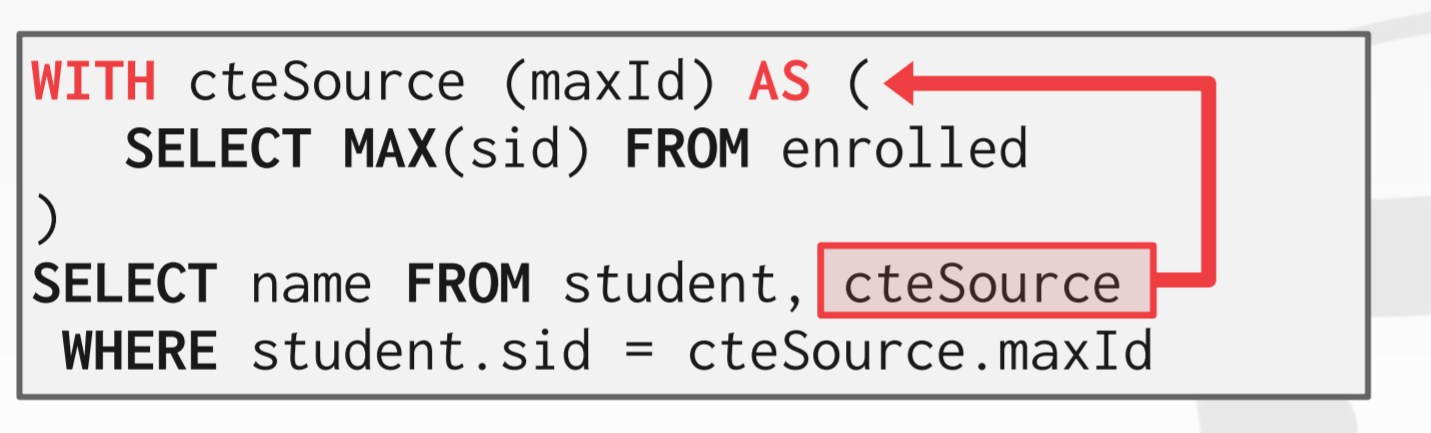 WITH cteSource (maxId) AS (
SELECT MAX(sid) FROM enrolled
)
SELECT name FROM student, cteSource
WHERE student.sid = cteSource.maxId